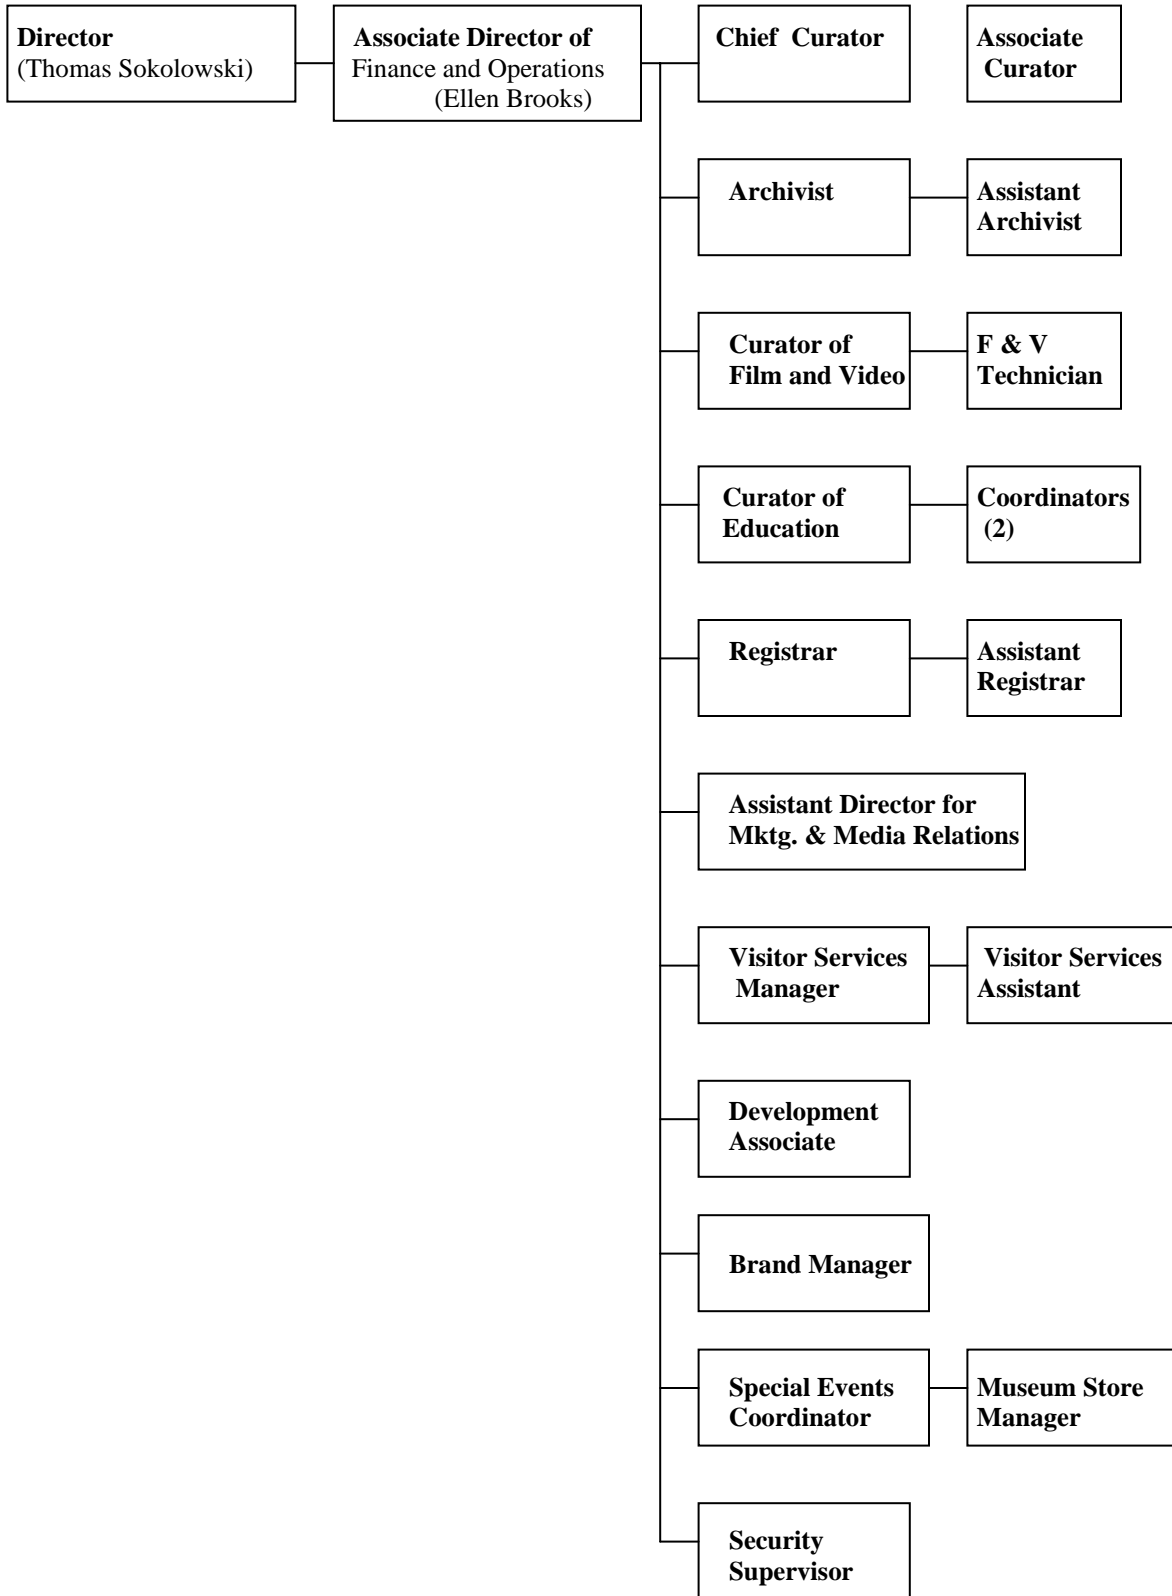 Director
(Thomas Sokolowski)
Associate Director of
Finance and Operations
(Ellen Brooks)
Chief Curator
Associate
Curator
Archivist
Assistant
Archivist
Curator of
Film and Video
F & V
Technician
Curator of
Education
Coordinators
(2)
Registrar
Assistant
Registrar
Assistant Director for
Mktg. & Media Relations
Visitor Services
Manager
Visitor Services
Assistant
Development
Associate
Brand Manager
Special Events
Coordinator
Museum Store
Manager
Security
Supervisor